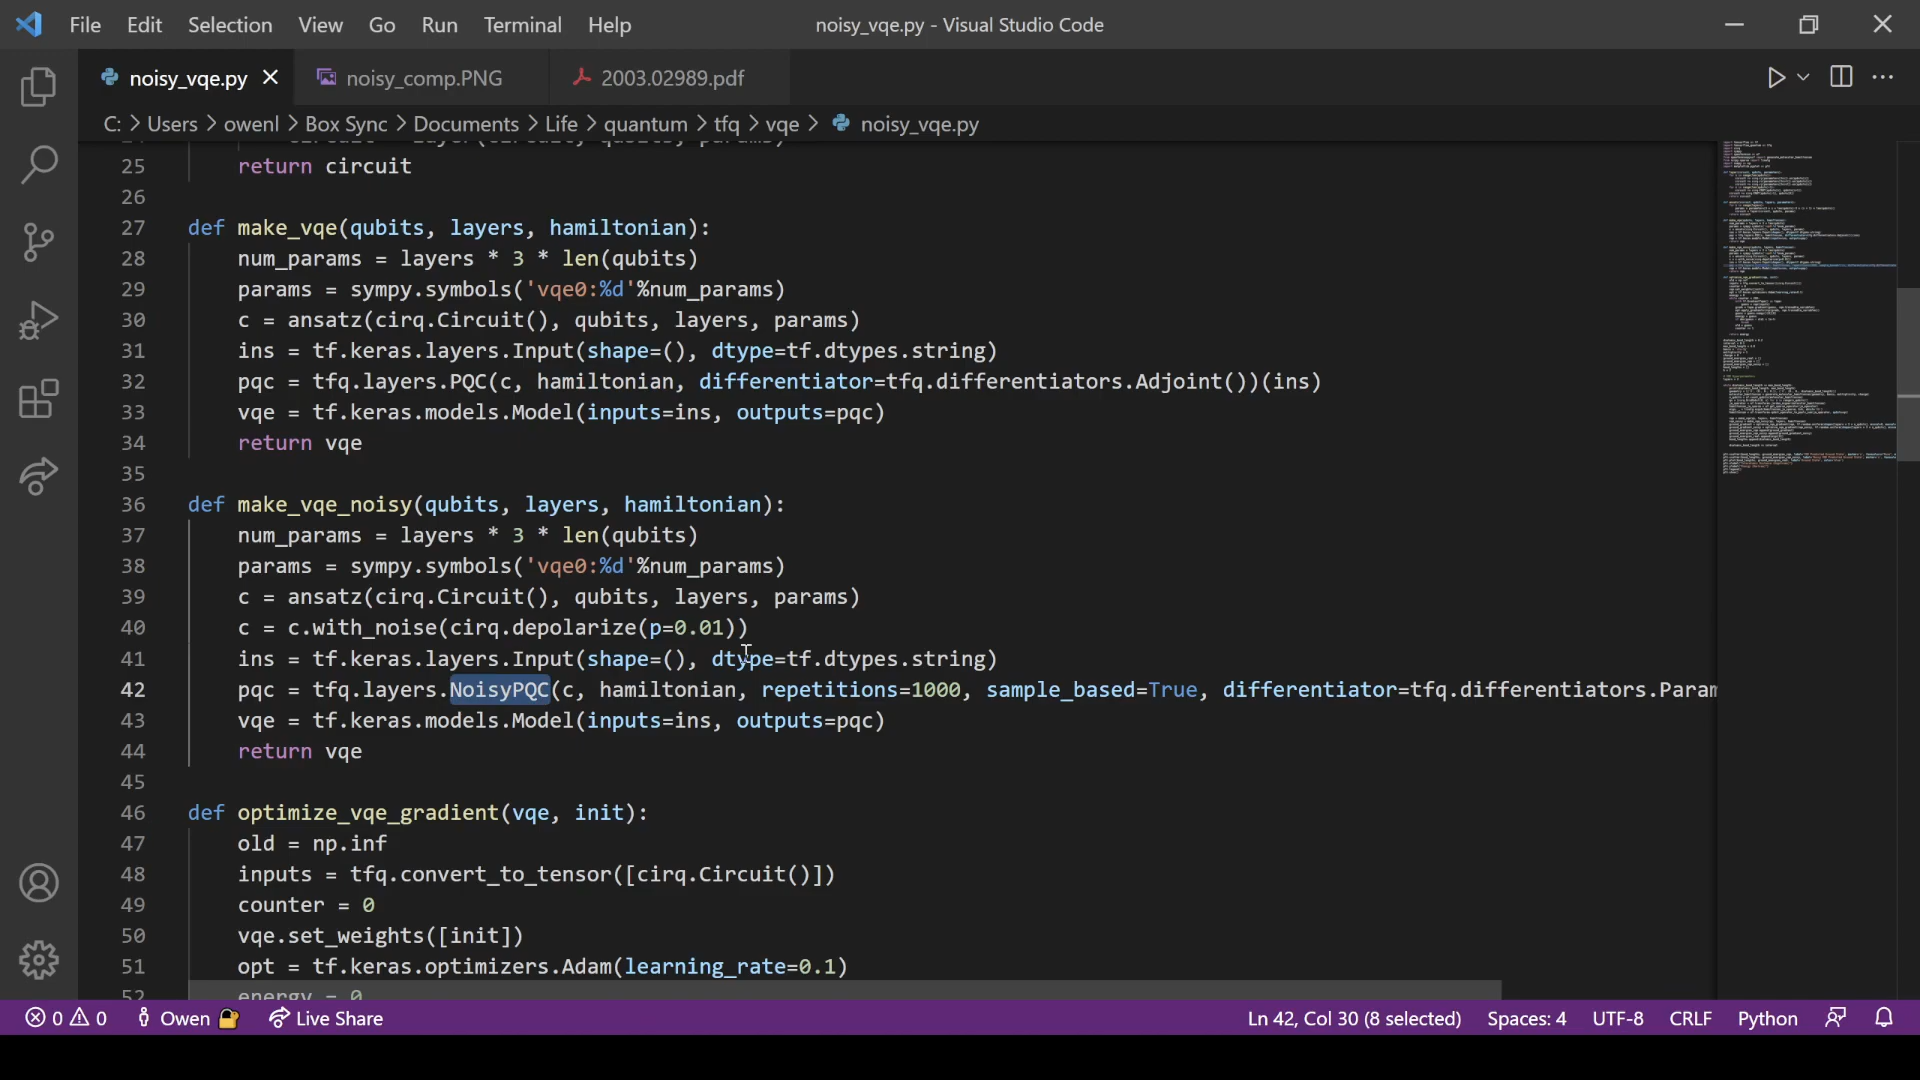 File Edit Selection View Go Run Terminal Help noisy_vqe.py - Visual Studio Code
noisy_vqe.py noisy_comp.PNG 2003.02989.pdf
C: > Users > owenl > Box Sync > Documents > Life > quantum > tfq > vqe > noisy_vqe.py
25 return circuit
26
27 def make_vqe(qubits, layers, hamiltonian):
28 num_params = layers * 3 * len(qubits)
29 params = sympy.symbols('vqe0:%d'%num_params)
30 c = ansatz(cirq.Circuit(), qubits, layers, params)
31 ins = tf.keras.layers.Input(shape=(), dtype=tf.dtypes.string)
32 pqc = tfq.layers.PQC(c, hamiltonian, differentiator=tfq.differentiators.Adjoint())(ins)
33 vqe = tf.keras.models.Model(inputs=ins, outputs=pqc)
34 return vqe
35
36 def make_vqe_noisy(qubits, layers, hamiltonian):
37 num_params = layers * 3 * len(qubits)
38 params = sympy.symbols('vqe0:%d'%num_params)
39 c = ansatz(cirq.Circuit(), qubits, layers, params)
40 c = c.with_noise(cirq.depolarize(p=0.01))
41 ins = tf.keras.layers.Input(shape=(), dtype=tf.dtypes.string)
42 pqc = tfq.layers.NoisyPQC(c, hamiltonian, repetitions=1000, sample_based=True, differentiator=tfq.differentiators.Param
43 vqe = tf.keras.models.Model(inputs=ins, outputs=pqc)
44 return vqe
45
46 def optimize_vqe_gradient(vqe, init):
47 old = np.inf
48 inputs = tfq.convert_to_tensor([cirq.Circuit()])
49 counter = 0
50 vqe.set_weights([init])
51 opt = tf.keras.optimizers.Adam(learning_rate=0.1)
52 energy = 0
0 0 Owen Live Share Ln 42, Col 30 (8 selected) Spaces: 4 UTF-8 CRLF Python